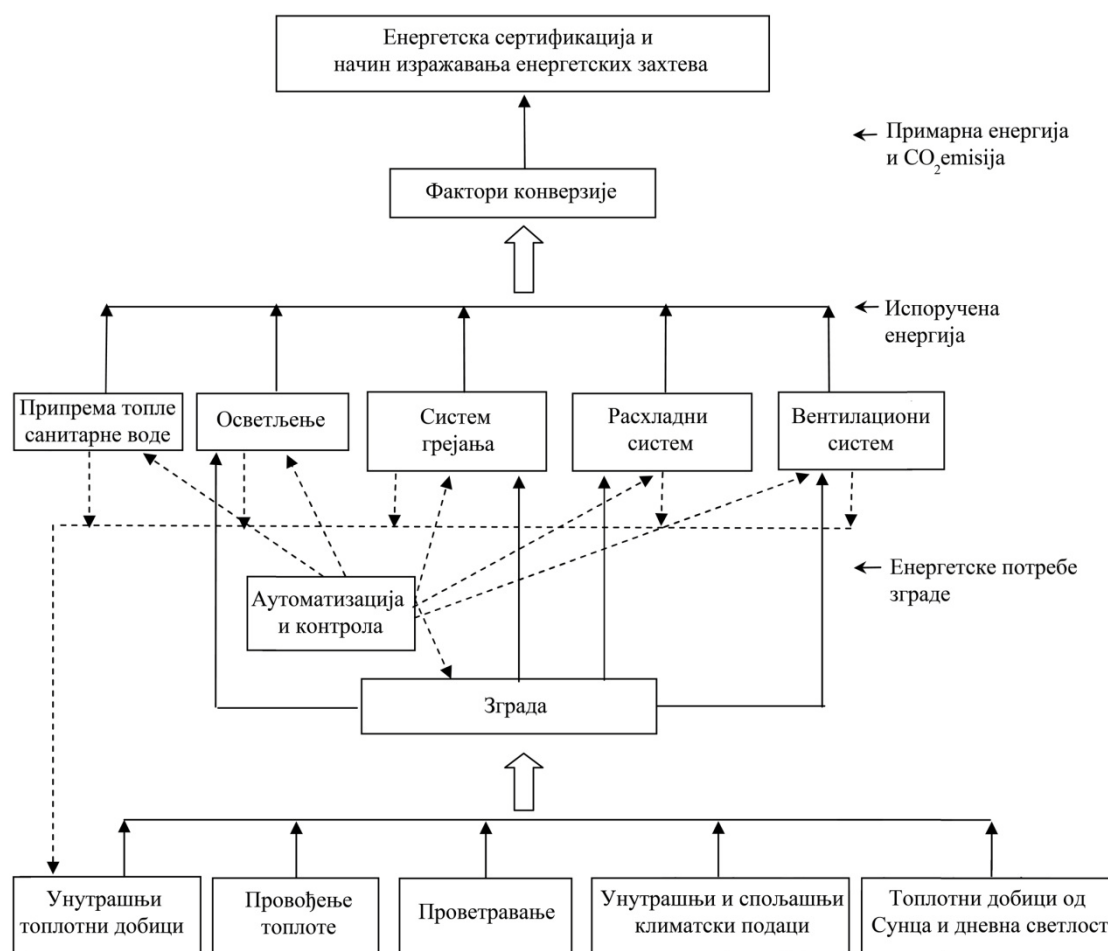 Енергетска сертификација и
начин изражавања енергетских захтева
Примарна енергија
и CO₂emисија
Фактори конверзије
Испоручена
енергија
Припрема топле
санитарне воде
Осветљење
Систем
грејања
Расхладни
систем
Вентилациони
систем
Енергетске потребе
зграде
Аутоматизација
и контрола
Зграда
Унутрашњи
топлотни добици
Провођење
топлоте
Проветравање
Унутрашњи и спољашњи
климатски подаци
Топлотни добици од
Сунца и дневна светлост